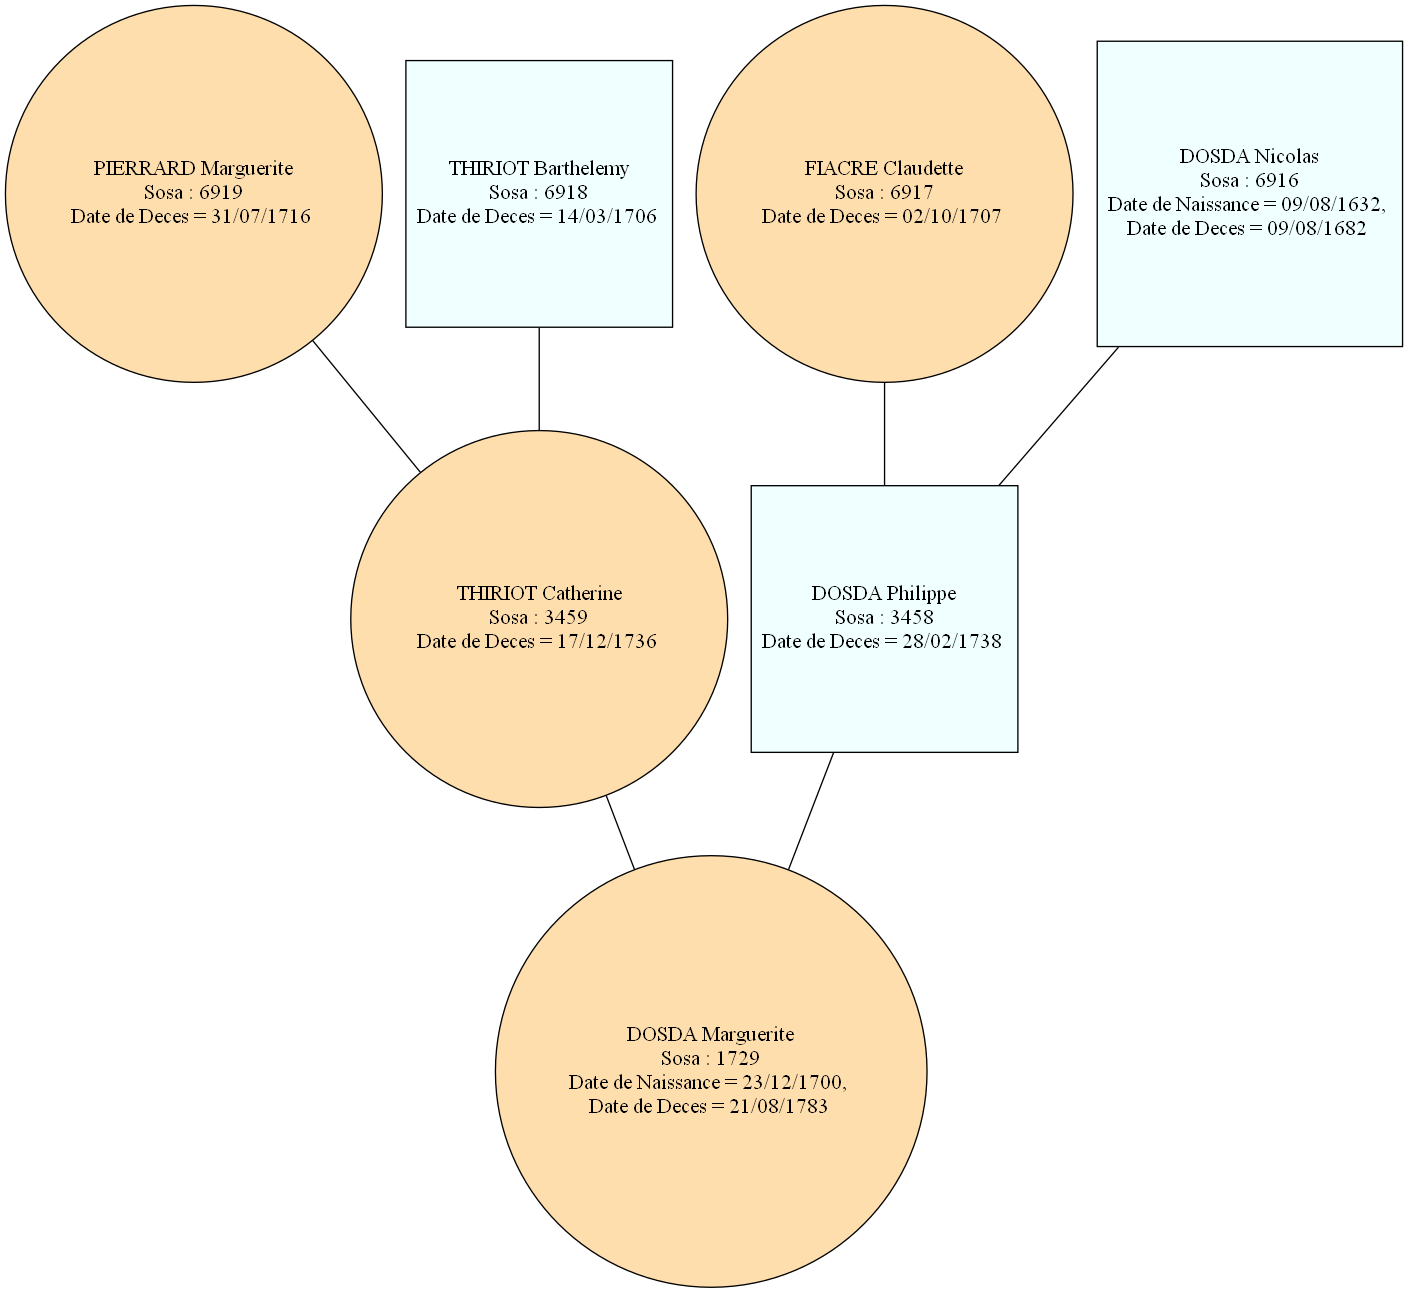 PIERRARD Marguerite
Sosa : 6919
Date de Deces = 31/07/1716
THIRIOT Barthelemy
Sosa : 6918
Date de Deces = 14/03/1706
FIACRE Claudette
Sosa : 6917
Date de Deces = 02/10/1707
DOSDA Nicolas
Sosa : 6916
Date de Naissance = 09/08/1632,
Date de Deces = 09/08/1682
THIRIOT Catherine
Sosa : 3459
Date de Deces = 17/12/1736
DOSDA Philippe
Sosa : 3458
Date de Deces = 28/02/1738
DOSDA Marguerite
Sosa : 1729
Date de Naissance = 23/12/1700,
Date de Deces = 21/08/1783